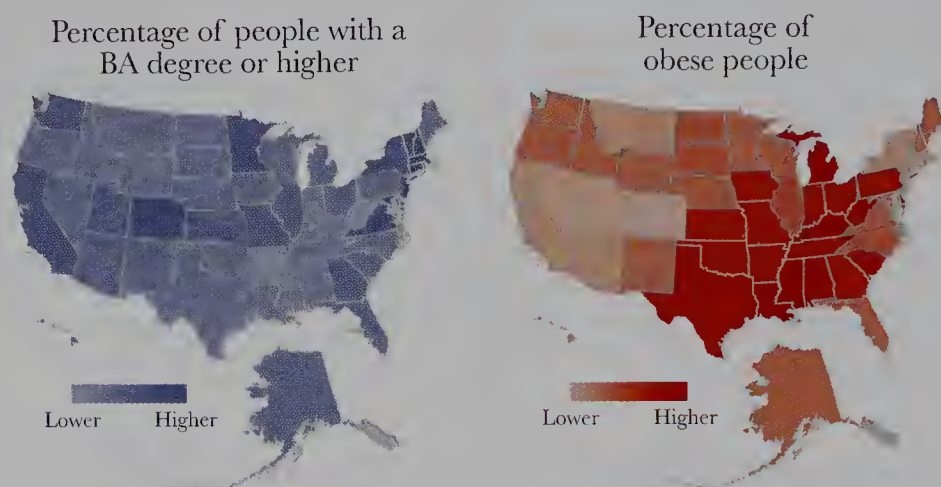 Percentage of people with a
BA degree or higher
Lower Higher
Percentage of
obese people
Lower Higher